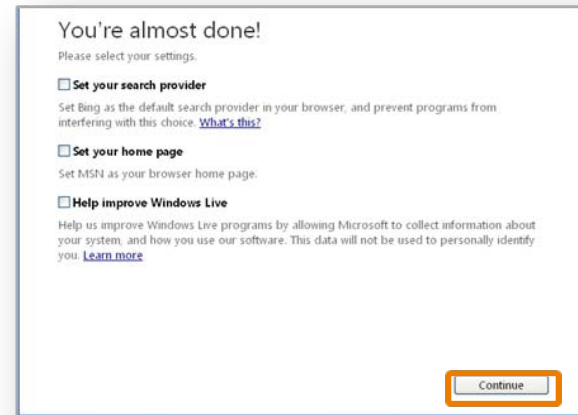 You're almost done!
Please select your settings.
Set your search provider
Set Bing as the default search provider in your browser, and prevent programs from
interfering with this choice. What's this?
Set your home page
Set MSN as your browser home page.
Help improve Windows Live
Help us improve Windows Live programs by allowing Microsoft to collect information about
your system, and how you use our software. This data will not be used to personally identify
you. Learn more
Continue